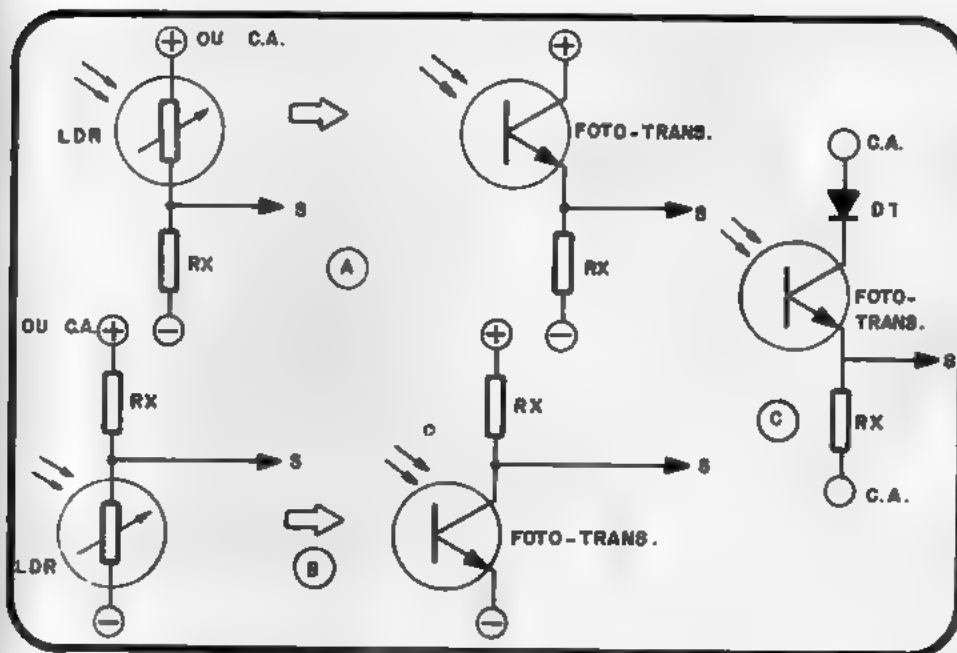 + OU C.A.
LDR
S
RX
−
A
+
FOTO-TRANS.
S
RX
−
C.A.
D1
FOTO-
TRANS.
S
RX
C.A.
C
OU C.A. +
RX
S
LDR
−
B
+
RX
S
FOTO-TRANS.
−